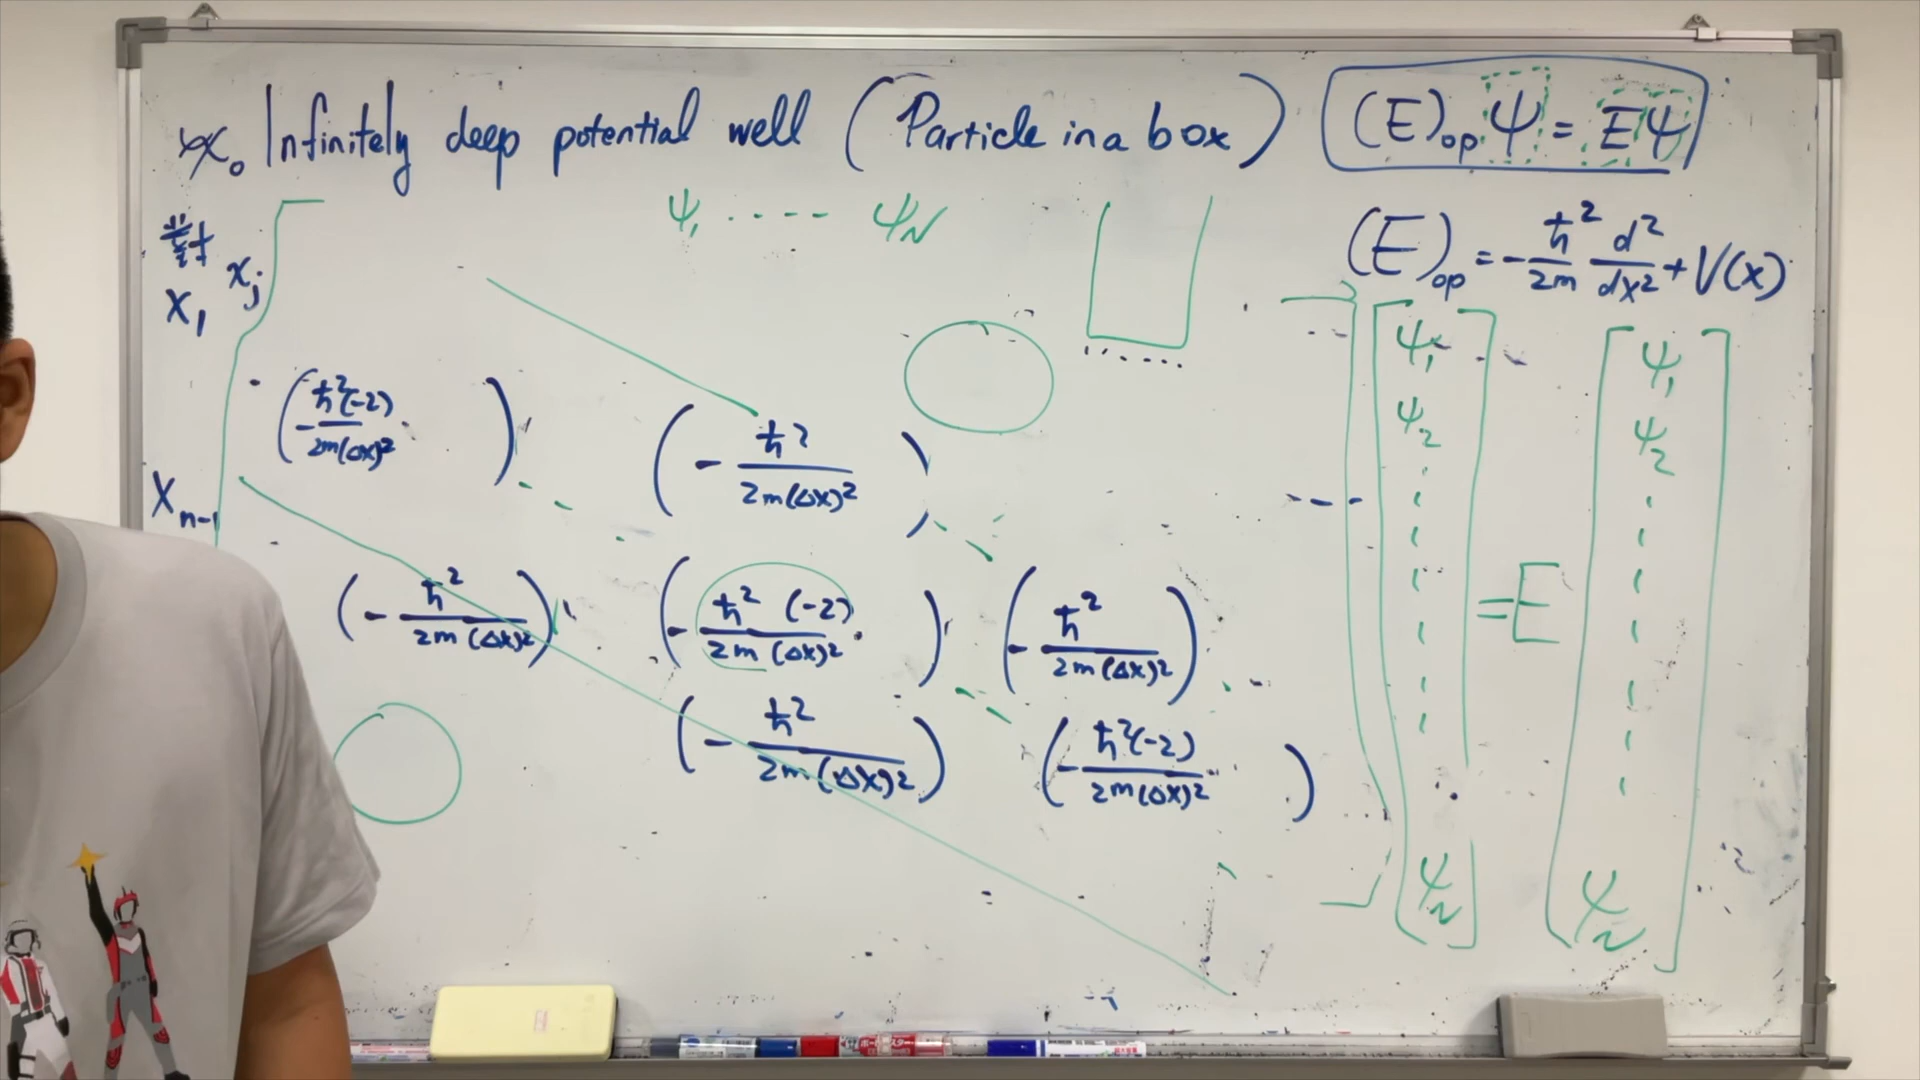 Infinitely deep potential well (Particle in a box)
(E)op ψ = Eψ
(E)op = -ħ²/2m d²/dx² + V(x)
ψ1 ---- ψN
xj
x1
xn-1
(-ħ²(-2)/2m(Δx)²) (-ħ²/2m(Δx)²)
(-ħ²/2m(Δx)²) (-ħ²(-2)/2m(Δx)²) (-ħ²/2m(Δx)²)
(-ħ²/2m(Δx)²) (-ħ²(-2)/2m(Δx)²)
[ψ1 ψ2 ⋮ ψN] = E [ψ1 ψ2 ⋮ ψN]